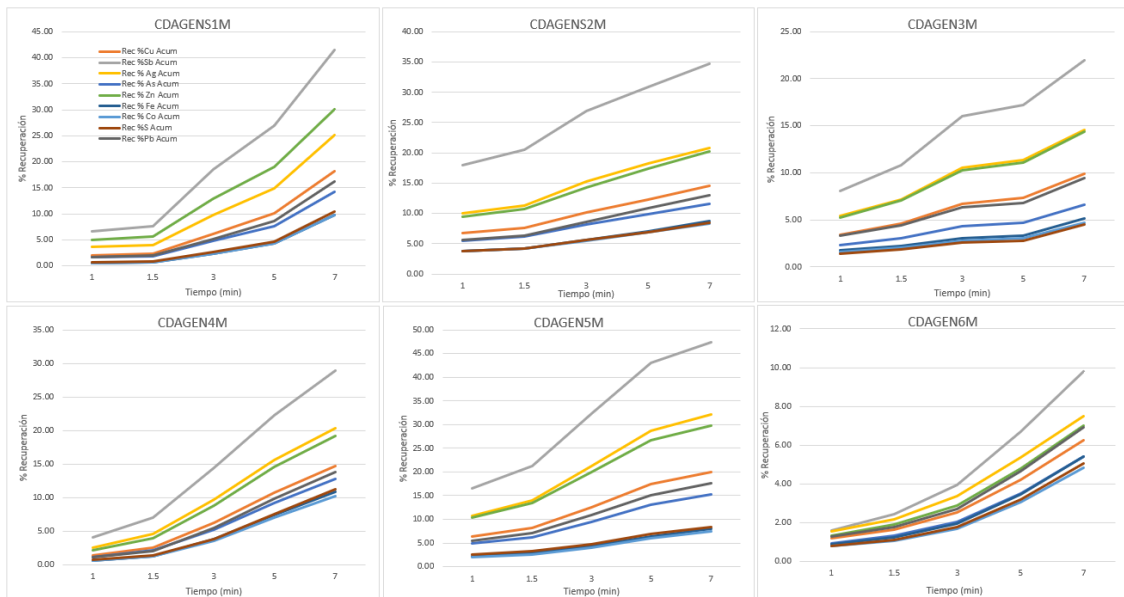 CDAGENS1M
45.00
40.00
35.00
30.00
25.00
20.00
15.00
10.00
5.00
0.00
% Recuperación
Rec %Cu Acum
Rec %Sb Acum
Rec % Ag Acum
Rec % As Acum
Rec % Zn Acum
Rec % Fe Acum
Rec % Co Acum
Rec %S Acum
Rec %Pb Acum
1 1.5 3 5 7
Tiempo (min)
CDAGENS2M
40.00
35.00
30.00
25.00
20.00
15.00
10.00
5.00
0.00
% Recuperación
1 1.5 3 5 7
Tiempo (min)
CDAGEN3M
25.00
20.00
15.00
10.00
5.00
0.00
% Recuperación
1 1.5 3 5 7
Tiempo (min)
CDAGEN4M
35.00
30.00
25.00
20.00
15.00
10.00
5.00
0.00
% Recuperación
1 1.5 3 5 7
Tiempo (min)
CDAGEN5M
50.00
45.00
40.00
35.00
30.00
25.00
20.00
15.00
10.00
5.00
0.00
% Recuperación
1 1.5 3 5 7
Tiempo (min)
CDAGEN6M
12.00
10.00
8.00
6.00
4.00
2.00
0.00
% Recuperación
1 1.5 3 5 7
Tiempo (min)